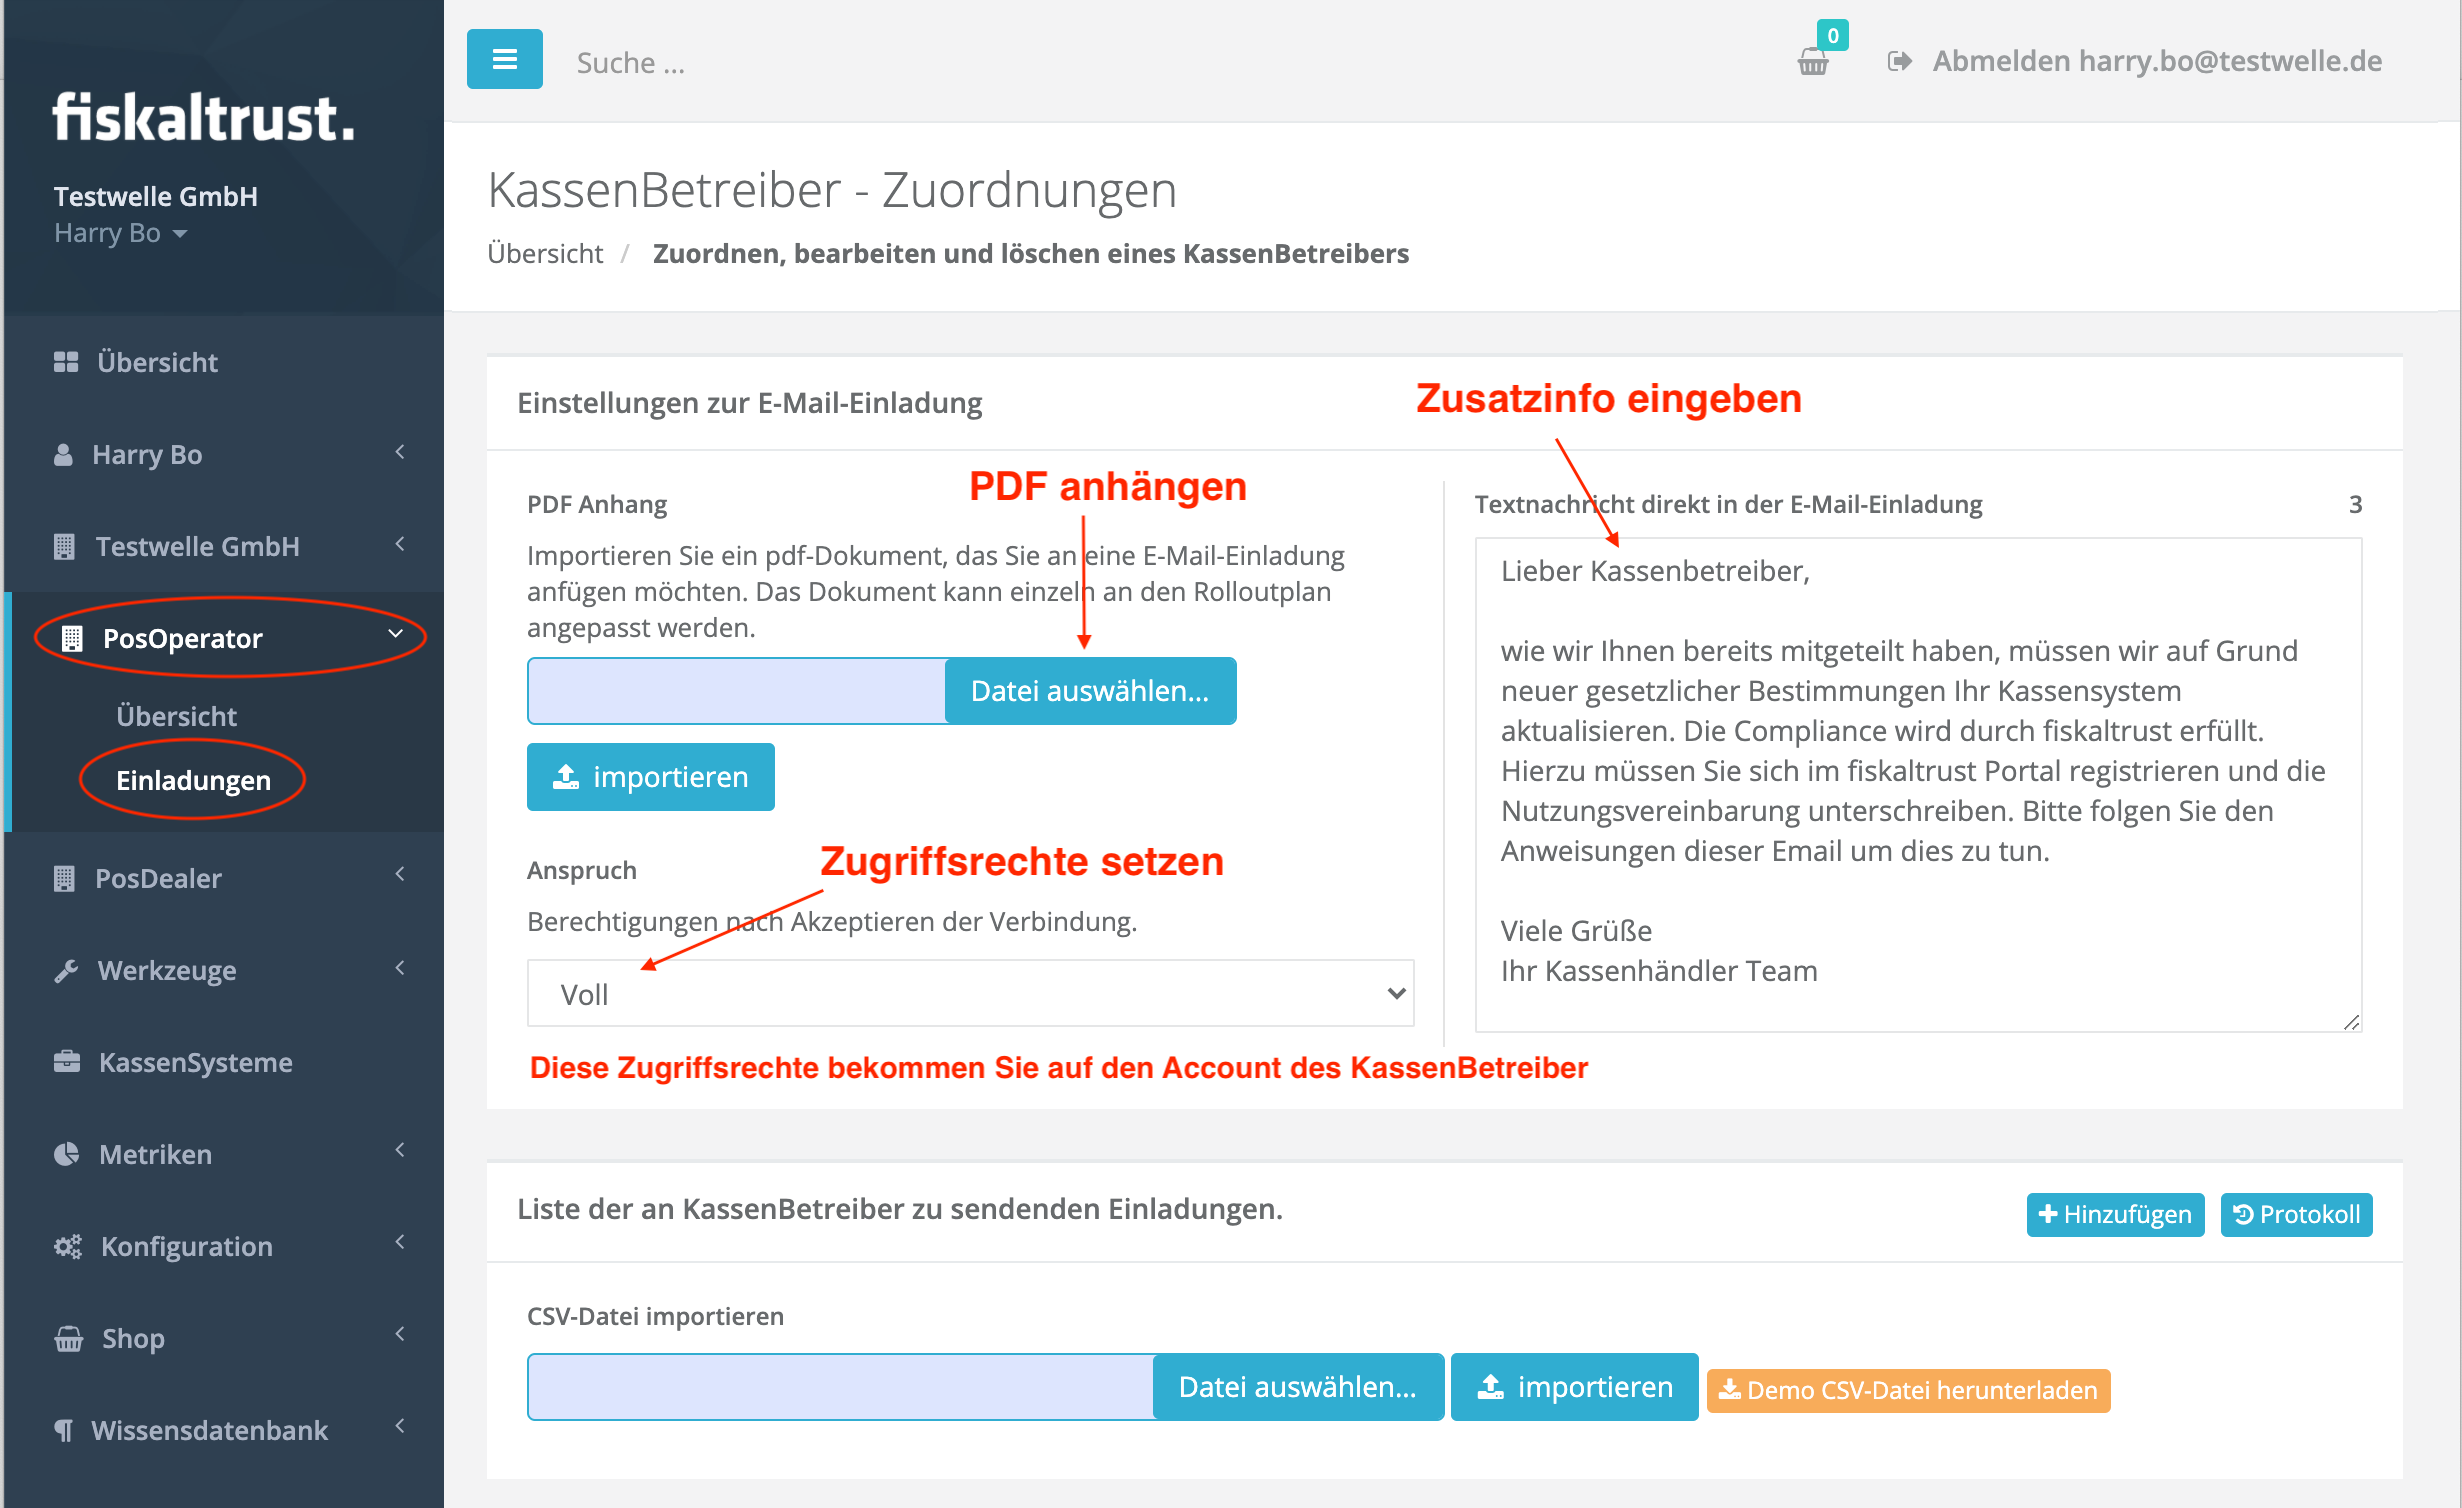 fiskaltrust.
Testwelle GmbH
Harry Bo
Übersicht
Harry Bo
Testwelle GmbH
PosOperator
Übersicht
Einladungen
PosDealer
Werkzeuge
KassenSysteme
Metriken
Konfiguration
Shop
Wissensdatenbank
Suche ...
0
Abmelden harry.bo@testwelle.de
KassenBetreiber - Zuordnungen
Übersicht / Zuordnen, bearbeiten und löschen eines KassenBetreibers
Einstellungen zur E-Mail-Einladung
Zusatzinfo eingeben
PDF anhängen
PDF Anhang
Importieren Sie ein pdf-Dokument, das Sie an eine E-Mail-Einladung
anfügen möchten. Das Dokument kann einzeln an den Rolloutplan
angepasst werden.
Datei auswählen...
importieren
Zugriffsrechte setzen
Anspruch
Berechtigungen nach Akzeptieren der Verbindung.
Voll
Diese Zugriffsrechte bekommen Sie auf den Account des KassenBetreiber
Textnachricht direkt in der E-Mail-Einladung 3
Lieber Kassenbetreiber,
wie wir Ihnen bereits mitgeteilt haben, müssen wir auf Grund
neuer gesetzlicher Bestimmungen Ihr Kassensystem
aktualisieren. Die Compliance wird durch fiskaltrust erfüllt.
Hierzu müssen Sie sich im fiskaltrust Portal registrieren und die
Nutzungsvereinbarung unterschreiben. Bitte folgen Sie den
Anweisungen dieser Email um dies zu tun.
Viele Grüße
Ihr Kassenhändler Team
Liste der an KassenBetreiber zu sendenden Einladungen.
Hinzufügen
Protokoll
CSV-Datei importieren
Datei auswählen...
importieren
Demo CSV-Datei herunterladen